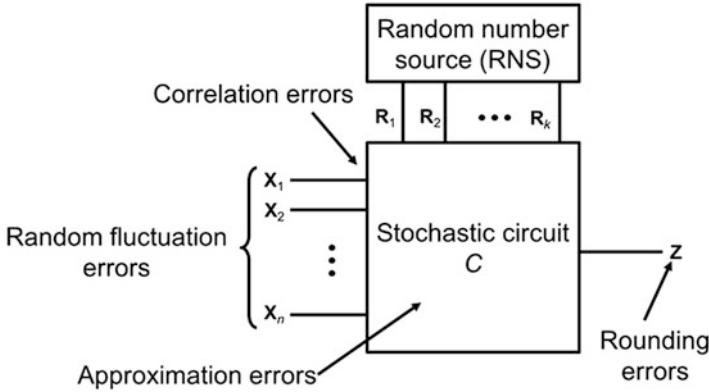 Random number
source (RNS)
Correlation errors
R1 R2 ••• Rk
X1
X2
Random fluctuation
errors
Stochastic circuit
C
Z
Xn
Rounding
errors
Approximation errors